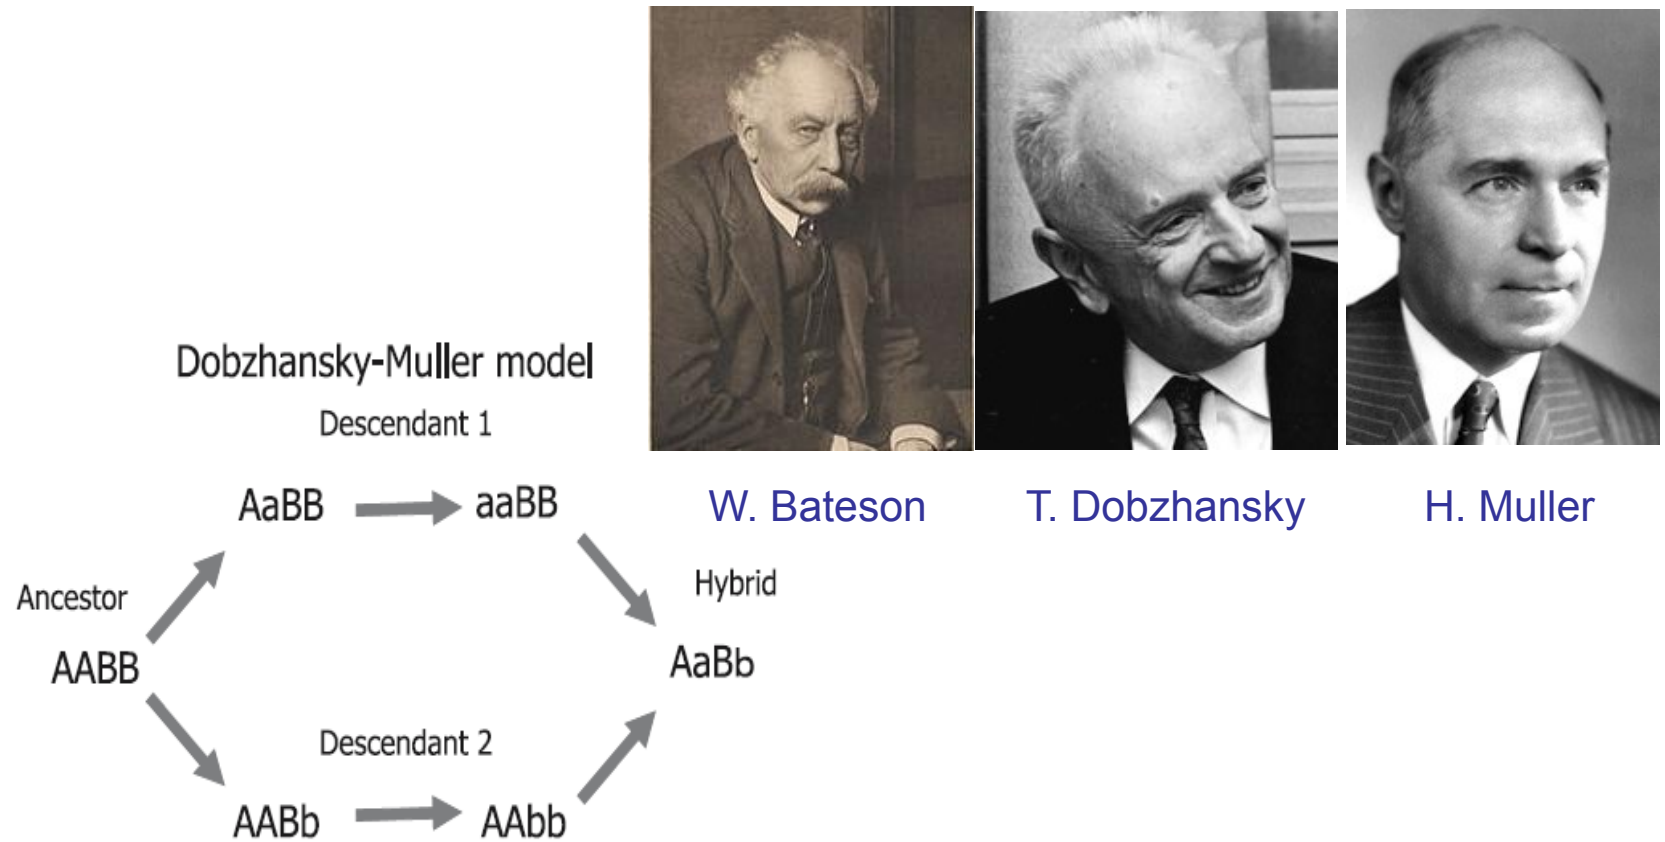 Dobzhansky-Muller model
Descendant 1
AaBB
aaBB
Ancestor
AABB
Hybrid
AaBb
Descendant 2
AABb
AAbb
W. Bateson
T. Dobzhansky
H. Muller